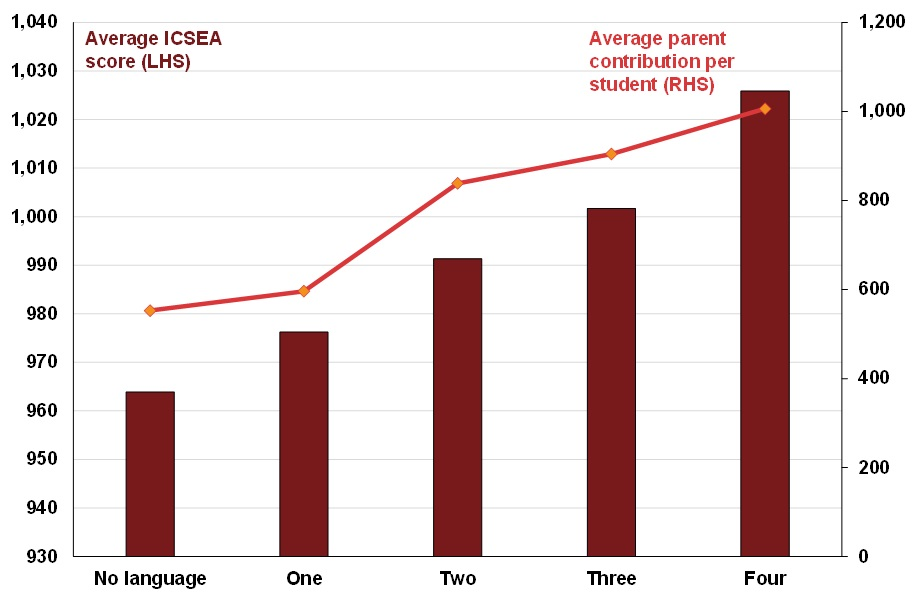 1,040
1,030
1,020
1,010
1,000
990
980
970
960
950
940
930
Average ICSEA
score (LHS)
Average parent
contribution per
student (RHS)
1,200
1,000
800
600
400
200
0
No language
One
Two
Three
Four